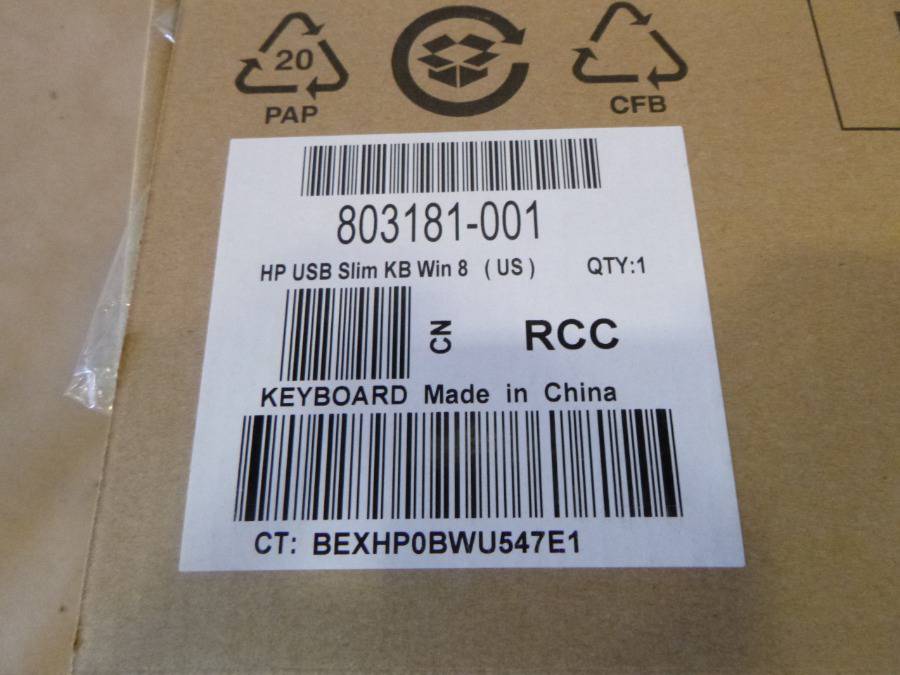 20
PAP
CFB
803181-001
HP USB Slim KB Win 8 ( US ) QTY:1
CN RCC
KEYBOARD Made in China
CT: BEXHP0BWU547E1